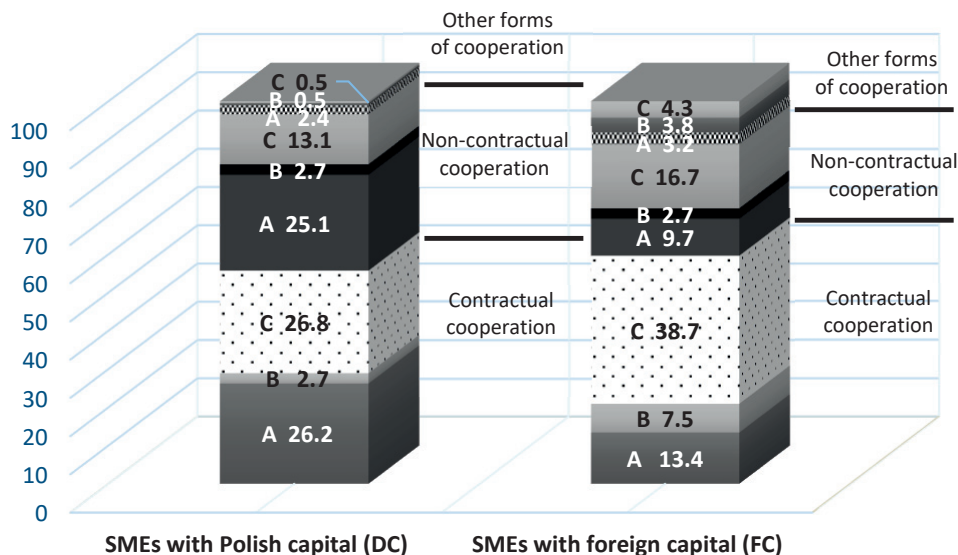 Other forms
of cooperation
Non-contractual
cooperation
Contractual
cooperation
Other forms
of cooperation
Non-contractual
cooperation
Contractual
cooperation
100
90
80
70
60
50
40
30
20
10
0
C 0.5
B 0.5
A 2.4
C 13.1
B 2.7
A 25.1
C 26.8
B 2.7
A 26.2
C 4.3
B 3.8
A 3.2
C 16.7
B 2.7
A 9.7
C 38.7
B 7.5
A 13.4
SMEs with Polish capital (DC)
SMEs with foreign capital (FC)